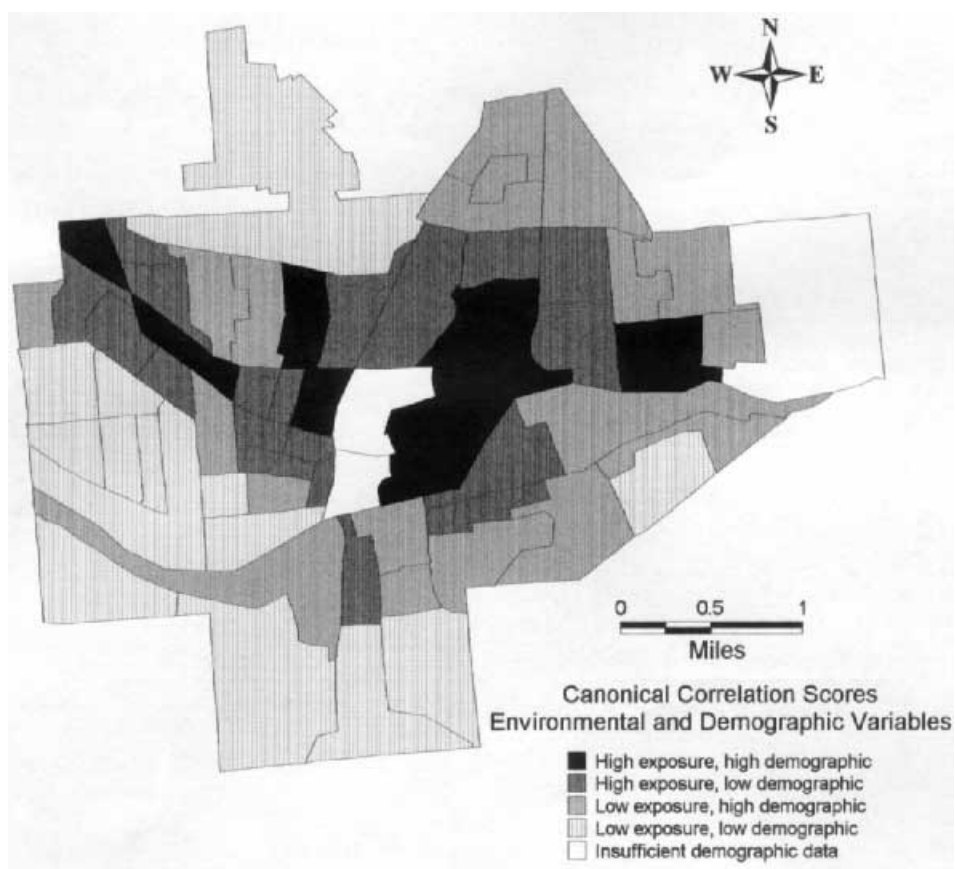 N
W E
S
0 0.5 1
Miles
Canonical Correlation Scores
Environmental and Demographic Variables
High exposure, high demographic
High exposure, low demographic
Low exposure, high demographic
Low exposure, low demographic
Insufficient demographic data